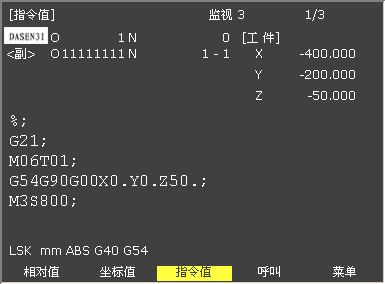 [指令值] 监视 3 1/3
DASEN3I O 1 N 0 [工 件]
<副> O 11111111 N 1 - 1 X -400.000
Y -200.000
Z -50.000
%;
G21;
M06T01;
G54G90G00X0.Y0.Z50.;
M3S800;
LSK mm ABS G40 G54
相对值 坐标值 指令值 呼叫 菜单